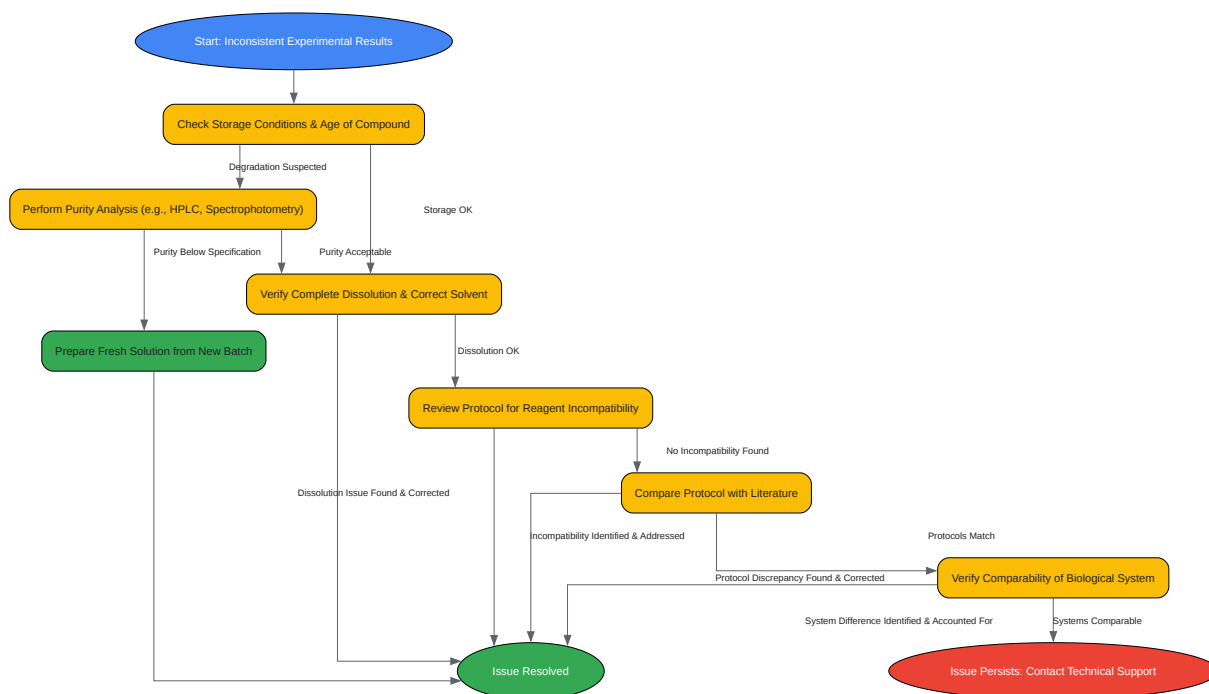 Start: Inconsistent Experimental Results
Check Storage Conditions & Age of Compound
Degradation Suspected
Perform Purity Analysis (e.g., HPLC, Spectrophotometry)
Storage OK
Purity Below Specification
Purity Acceptable
Verify Complete Dissolution & Correct Solvent
Prepare Fresh Solution from New Batch
Dissolution OK
Review Protocol for Reagent Incompatibility
No Incompatibility Found
Dissolution Issue Found & Corrected
Compare Protocol with Literature
Incompatibility Identified & Addressed
Protocols Match
Protocol Discrepancy Found & Corrected
Verify Comparability of Biological System
System Difference Identified & Accounted For
Systems Comparable
Issue Resolved
Issue Persists: Contact Technical Support